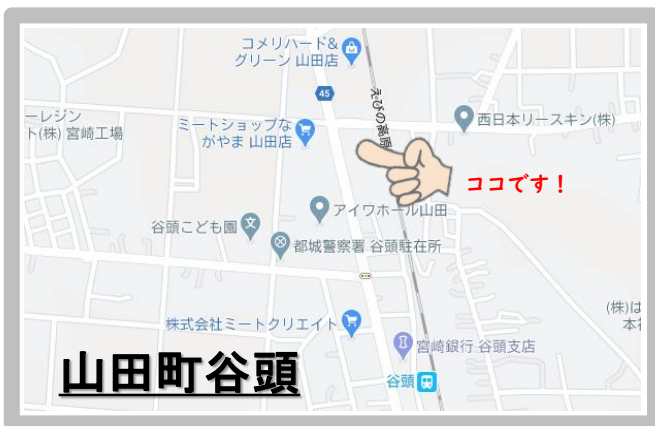 コメリハード&
グリーン 山田店
45
えびの高原
ーレジン
ト(株) 宮崎工場
ミートショップな
がやま 山田店
西日本リースキン(株)
ココです！
アイワホール山田
谷頭こども園
文
都城警察署 谷頭駐在所
(株)は
本社
株式会社ミートクリエイト
宮崎銀行 谷頭支店
谷頭
山田町谷頭